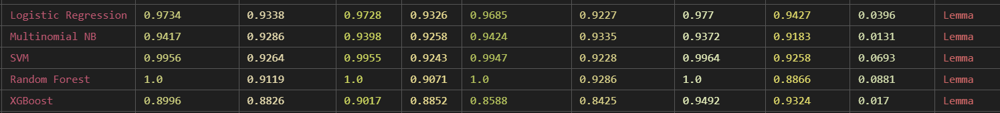 Logistic Regression 0.9734 0.9338 0.9728 0.9326 0.9685 0.9227 0.977 0.9427 0.0396 Lemma
Multinomial NB 0.9417 0.9286 0.9398 0.9258 0.9424 0.9335 0.9372 0.9183 0.0131 Lemma
SVM 0.9956 0.9264 0.9955 0.9243 0.9947 0.9228 0.9964 0.9258 0.0693 Lemma
Random Forest 1.0 0.9119 1.0 0.9071 1.0 0.9286 1.0 0.8866 0.0881 Lemma
XGBoost 0.8996 0.8826 0.9017 0.8852 0.8588 0.8425 0.9492 0.9324 0.017 Lemma